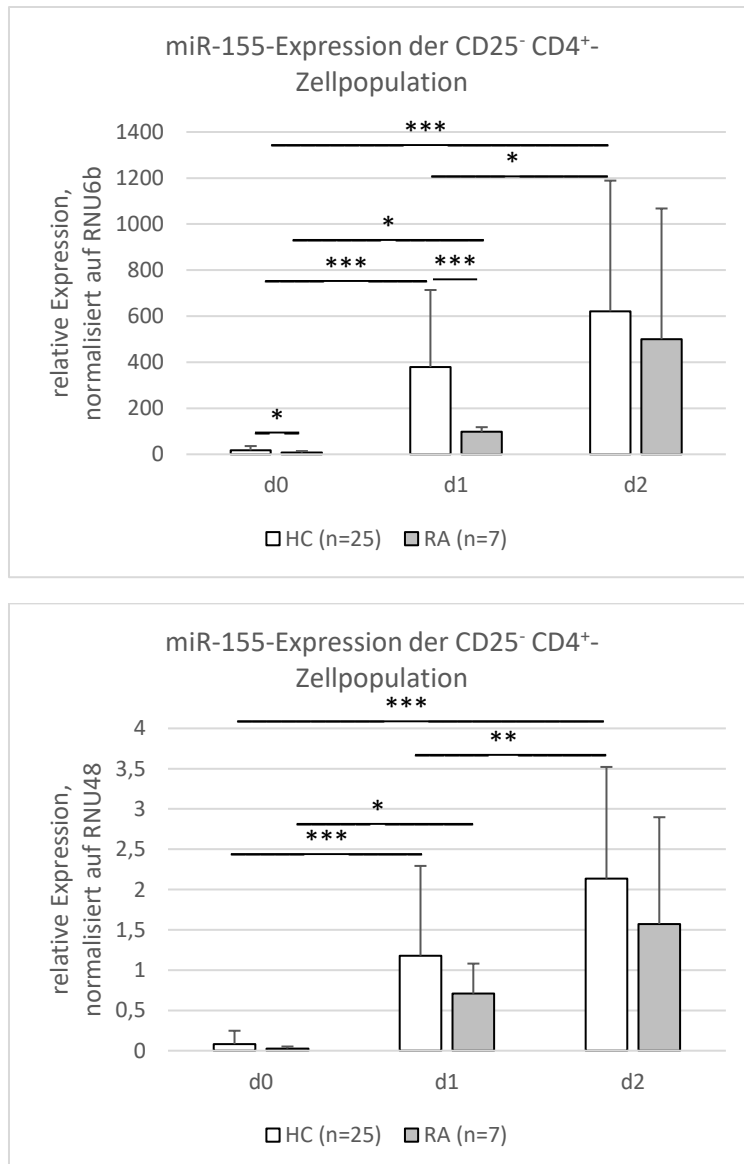 miR-155-Expression der CD25⁻ CD4⁺-
Zellpopulation
relative Expression,
normalisiert auf RNU6b
1400
1200
1000
800
600
400
200
0
***
*
*
***
***
*
d0
d1
d2
HC (n=25)
RA (n=7)
miR-155-Expression der CD25⁻ CD4⁺-
Zellpopulation
relative Expression,
normalisiert auf RNU48
4
3,5
3
2,5
2
1,5
1
0,5
0
***
**
*
***
d0
d1
d2
HC (n=25)
RA (n=7)